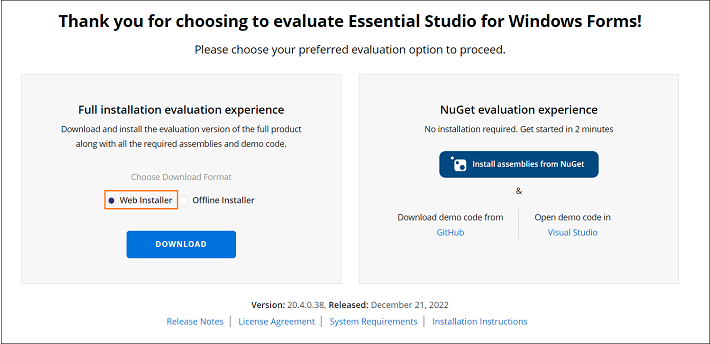 Thank you for choosing to evaluate Essential Studio for Windows Forms!
Please choose your preferred evaluation option to proceed.
Full installation evaluation experience
Download and install the evaluation version of the full product
along with all the required assemblies and demo code.
Choose Download Format
Web Installer
Offline Installer
DOWNLOAD
NuGet evaluation experience
No installation required. Get started in 2 minutes
Install assemblies from NuGet
&
Download demo code from
GitHub
Open demo code in
Visual Studio
Version: 20.4.0.38, Released: December 21, 2022
Release Notes | License Agreement | System Requirements | Installation Instructions